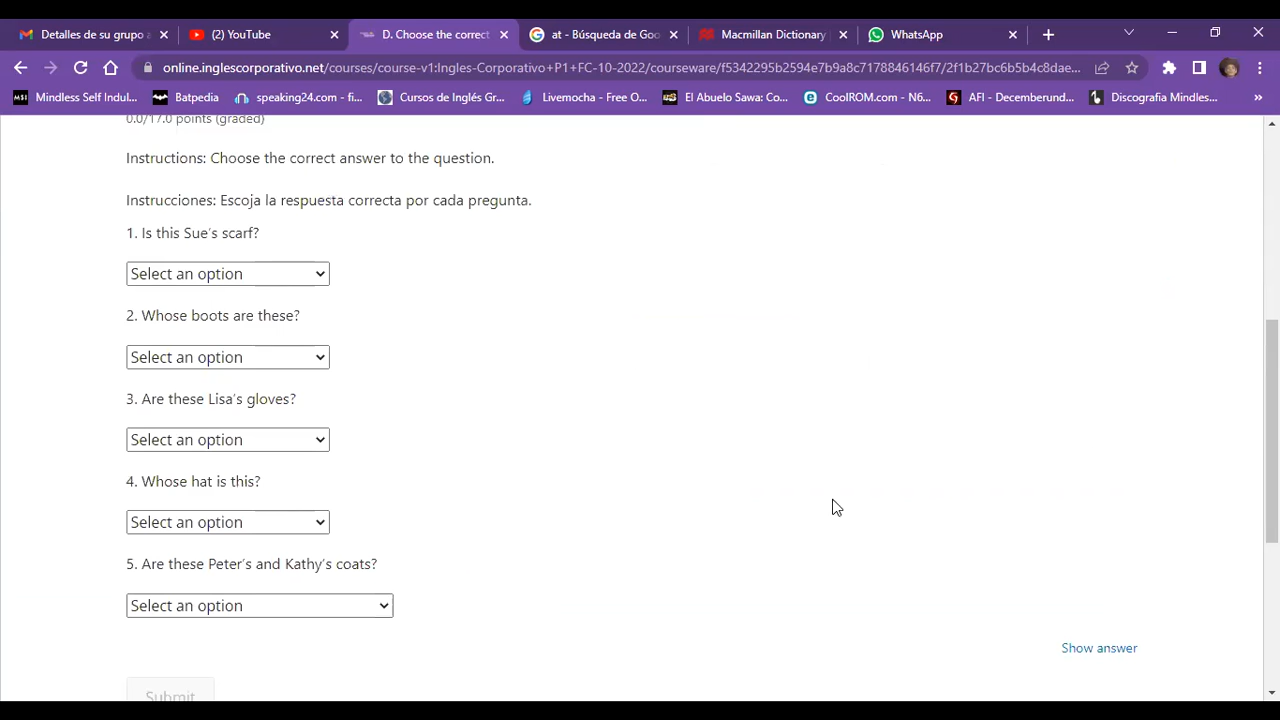 Detalles de su grupo
(2) YouTube
D. Choose the correct
at - Búsqueda de Goo
Macmillan Dictionary
WhatsApp
online.inglescorporativo.net/courses/course-v1:Ingles-Corporativo+P1+FC-10-2022/courseware/f5342295b2594e7b9a8c7178846146f7/2f1b27bc6b5b4c8dae...
MSI Mindless Self Indul...
Batpedia
speaking24.com - fi...
Cursos de Inglés Gr...
Livemocha - Free O...
El Abuelo Sawa: Co...
CoolROM.com - N6...
AFI - Decemberund...
Discografia Mindles...
»
0.0/17.0 points (graded)
Instructions: Choose the correct answer to the question.
Instrucciones: Escoja la respuesta correcta por cada pregunta.
1. Is this Sue's scarf?
Select an option
2. Whose boots are these?
Select an option
3. Are these Lisa's gloves?
Select an option
4. Whose hat is this?
Select an option
5. Are these Peter's and Kathy's coats?
Select an option
Show answer
Submit